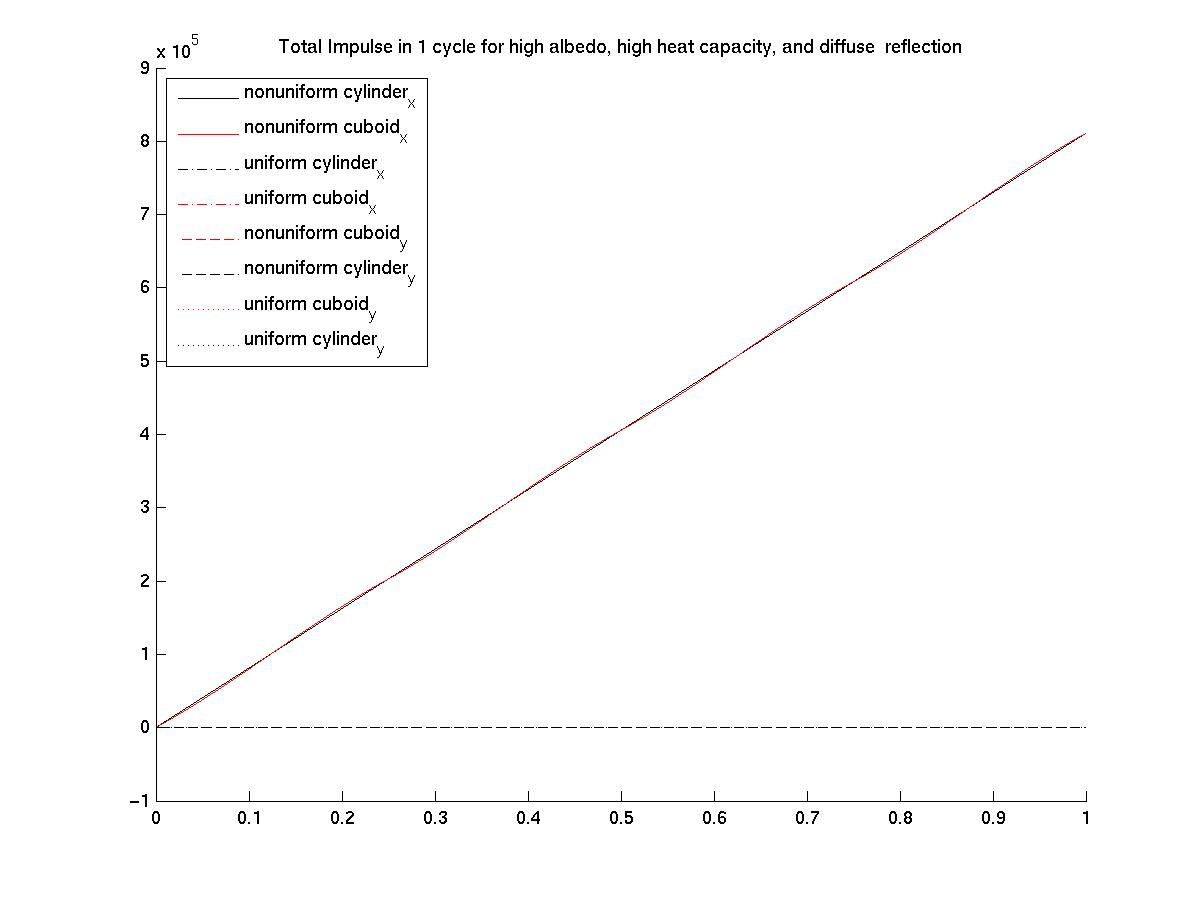 Total Impulse in 1 cycle for high albedo, high heat capacity, and diffuse  reflection
x 10^5
9
8
7
6
5
4
3
2
1
0
−1
nonuniform cylinder_x
nonuniform cuboid_x
uniform cylinder_x
uniform cuboid_x
nonuniform cuboid_y
nonuniform cylinder_y
uniform cuboid_y
uniform cylinder_y
0 0.1 0.2 0.3 0.4 0.5 0.6 0.7 0.8 0.9 1